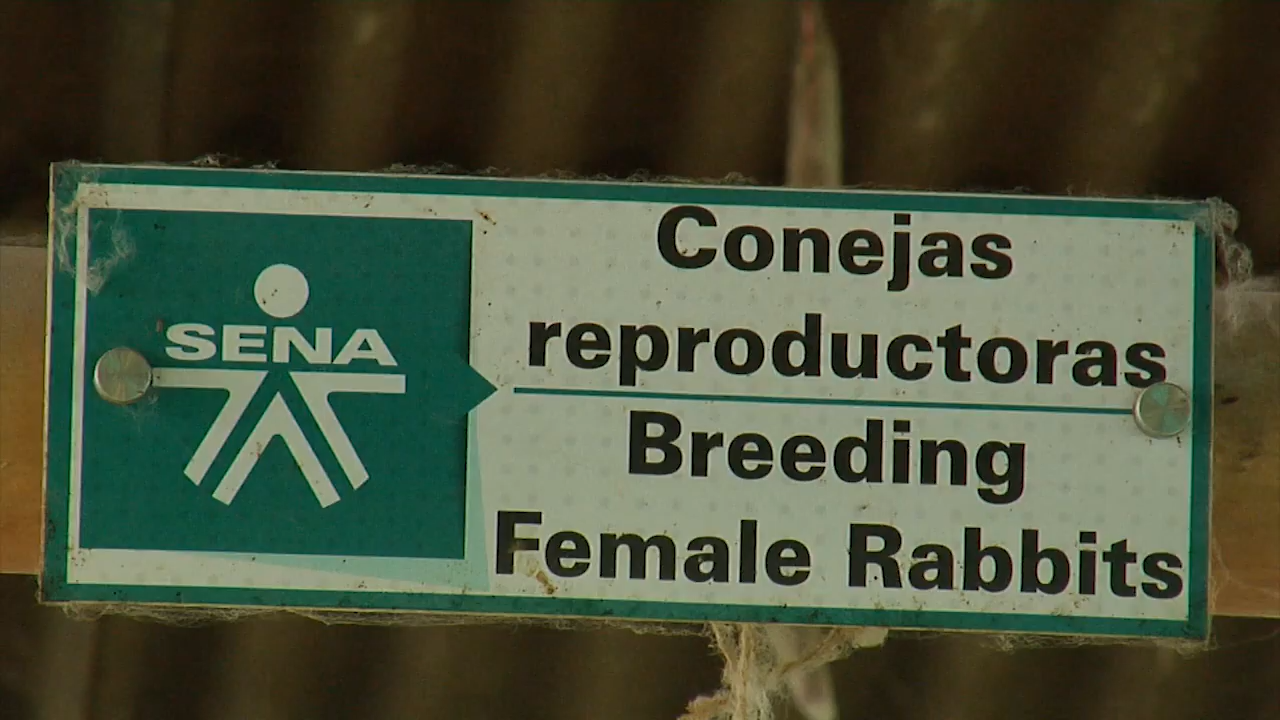 SENA
Conejas
reproductoras
Breeding
Female Rabbits